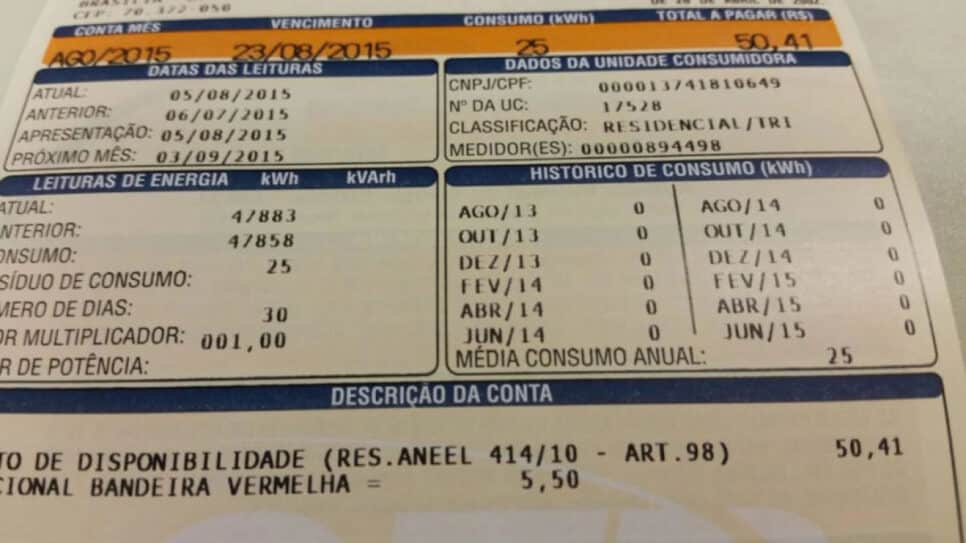 CEP: 70.372-050
CONTA MÊS VENCIMENTO CONSUMO (kWh) TOTAL A PAGAR (R$)
AGO/2015 23/08/2015 25 50,41
DATAS DAS LEITURAS
ATUAL: 05/08/2015
ANTERIOR: 06/07/2015
APRESENTAÇÃO: 05/08/2015
PRÓXIMO MÊS: 03/09/2015
DADOS DA UNIDADE CONSUMIDORA
CNPJ/CPF: 000013741810649
Nº DA UC: 17528
CLASSIFICAÇÃO: RESIDENCIAL/TRI
MEDIDOR(ES): 00000894498
LEITURAS DE ENERGIA kWh kVArh
ATUAL: 47883
NTERIOR: 47858
ONSUMO: 25
SÍDUO DE CONSUMO:
MERO DE DIAS: 30
OR MULTIPLICADOR: 001,00
R DE POTÊNCIA:
HISTORICO DE CONSUMO (kWh)
AGO/13 0 AGO/14 0
OUT/13 0 OUT/14 0
DEZ/13 0 DEZ/14 0
FEV/14 0 FEV/15 0
ABR/14 0 ABR/15 0
JUN/14 0 JUN/15 0
MÉDIA CONSUMO ANUAL: 25
DESCRIÇÃO DA CONTA
TO DE DISPONIBILIDADE (RES.ANEEL 414/10 - ART.98) 50,41
CIONAL BANDEIRA VERMELHA = 5,50